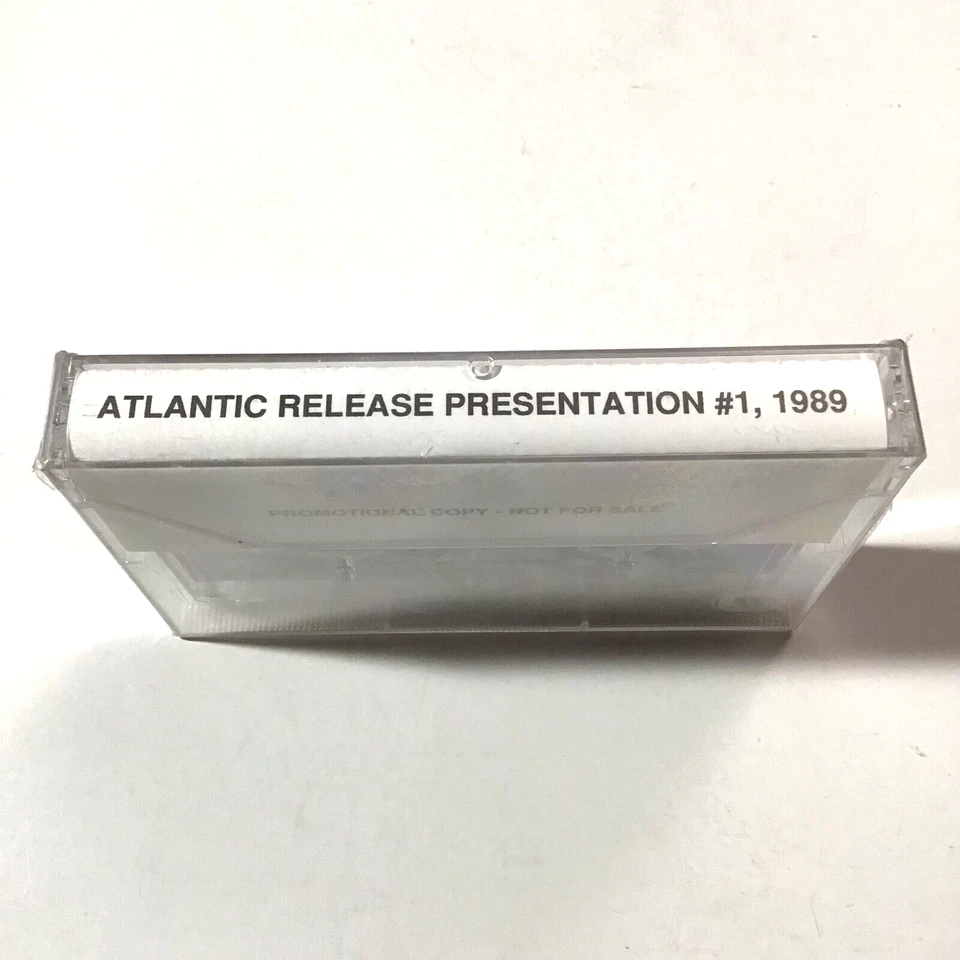 ATLANTIC RELEASE PRESENTATION #1, 1989
PROMOTIONAL COPY - NOT FOR SALE